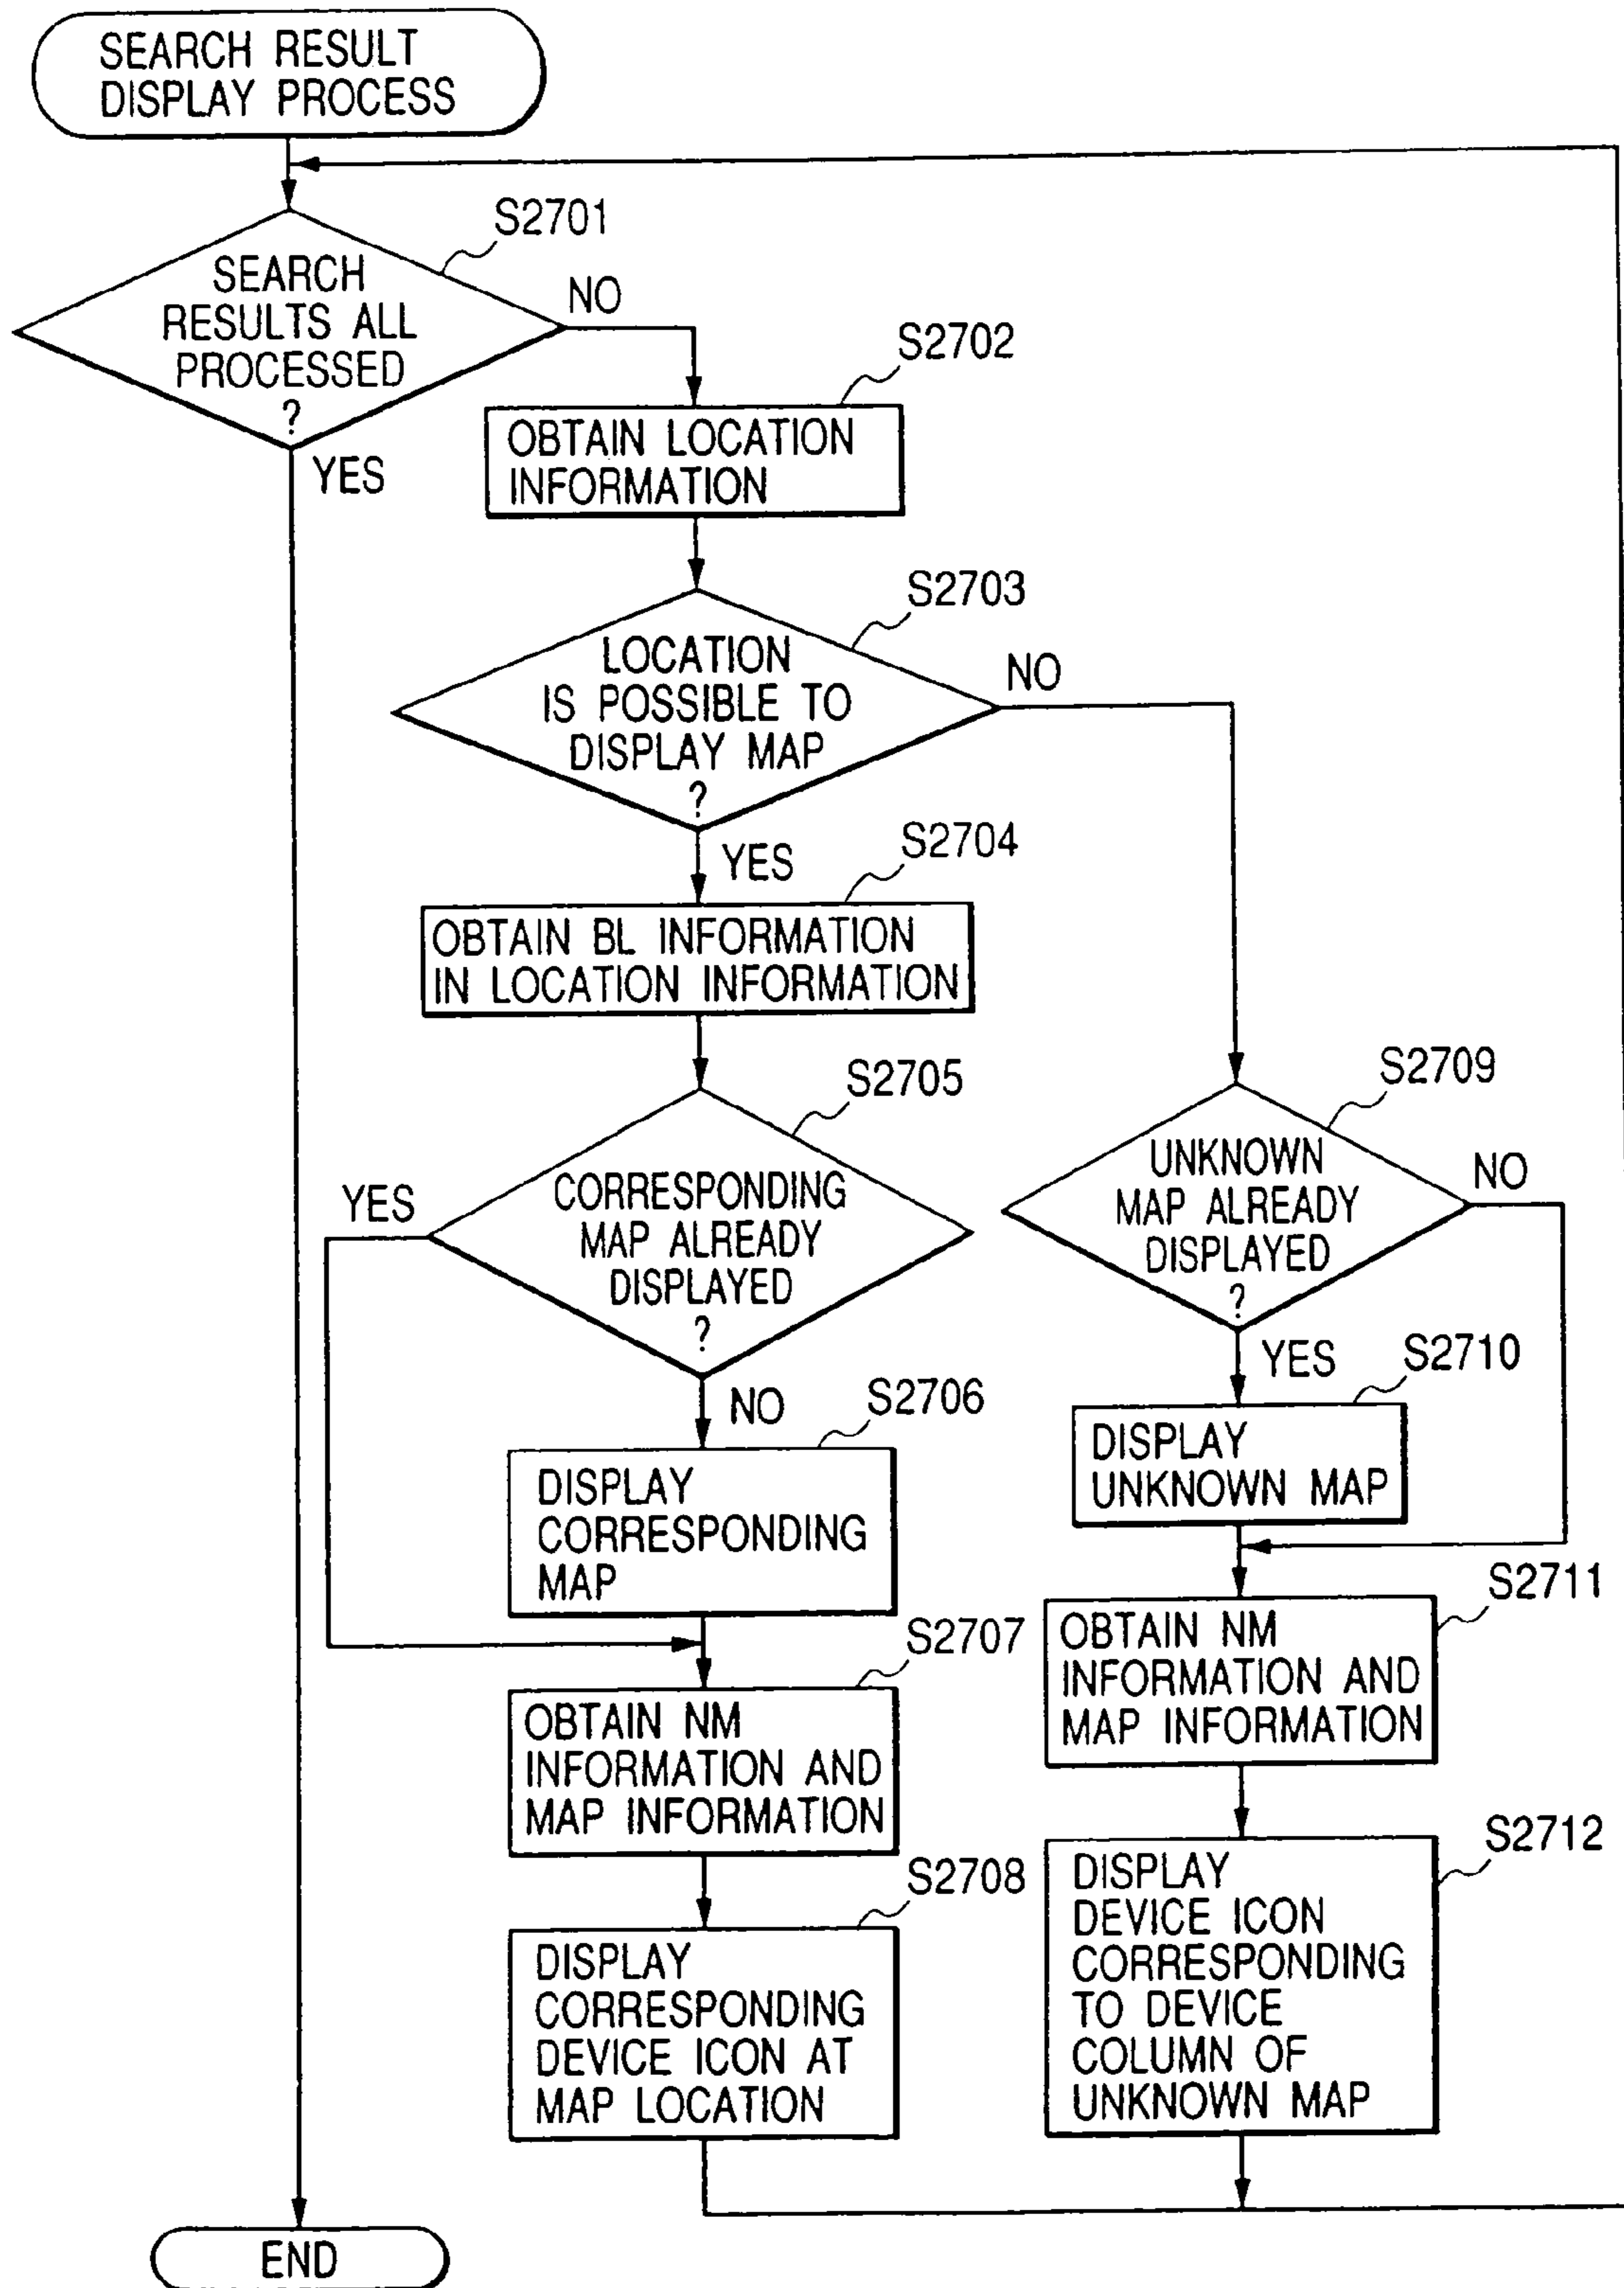 SEARCH RESULT
DISPLAY PROCESS
S2701
SEARCH
RESULTS ALL
PROCESSED
?
NO
YES
S2702
OBTAIN LOCATION
INFORMATION
S2703
LOCATION
IS POSSIBLE TO
DISPLAY MAP
?
NO
YES
S2704
OBTAIN BL INFORMATION
IN LOCATION INFORMATION
S2705
CORRESPONDING
MAP ALREADY
DISPLAYED
?
YES
NO
S2706
DISPLAY
CORRESPONDING
MAP
S2707
OBTAIN NM
INFORMATION AND
MAP INFORMATION
S2708
DISPLAY
CORRESPONDING
DEVICE ICON AT
MAP LOCATION
S2709
UNKNOWN
MAP ALREADY
DISPLAYED
?
NO
YES
S2710
DISPLAY
UNKNOWN MAP
S2711
OBTAIN NM
INFORMATION AND
MAP INFORMATION
S2712
DISPLAY
DEVICE ICON
CORRESPONDING
TO DEVICE
COLUMN OF
UNKNOWN MAP
END